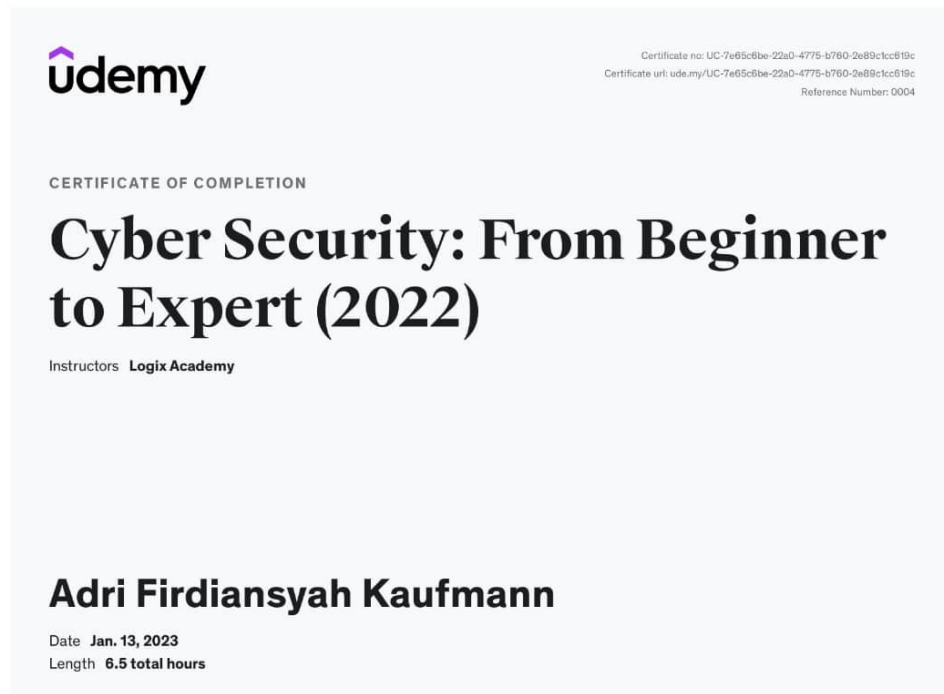 udemy
Certificate no: UC-7e65c6be-22a0-4775-b760-2e89c1cc619c
Certificate url: ude.my/UC-7e65c6be-22a0-4775-b760-2e89c1cc619c
Reference Number: 0004
CERTIFICATE OF COMPLETION
Cyber Security: From Beginner
to Expert (2022)
Instructors Logix Academy
Adri Firdiansyah Kaufmann
Date Jan. 13, 2023
Length 6.5 total hours